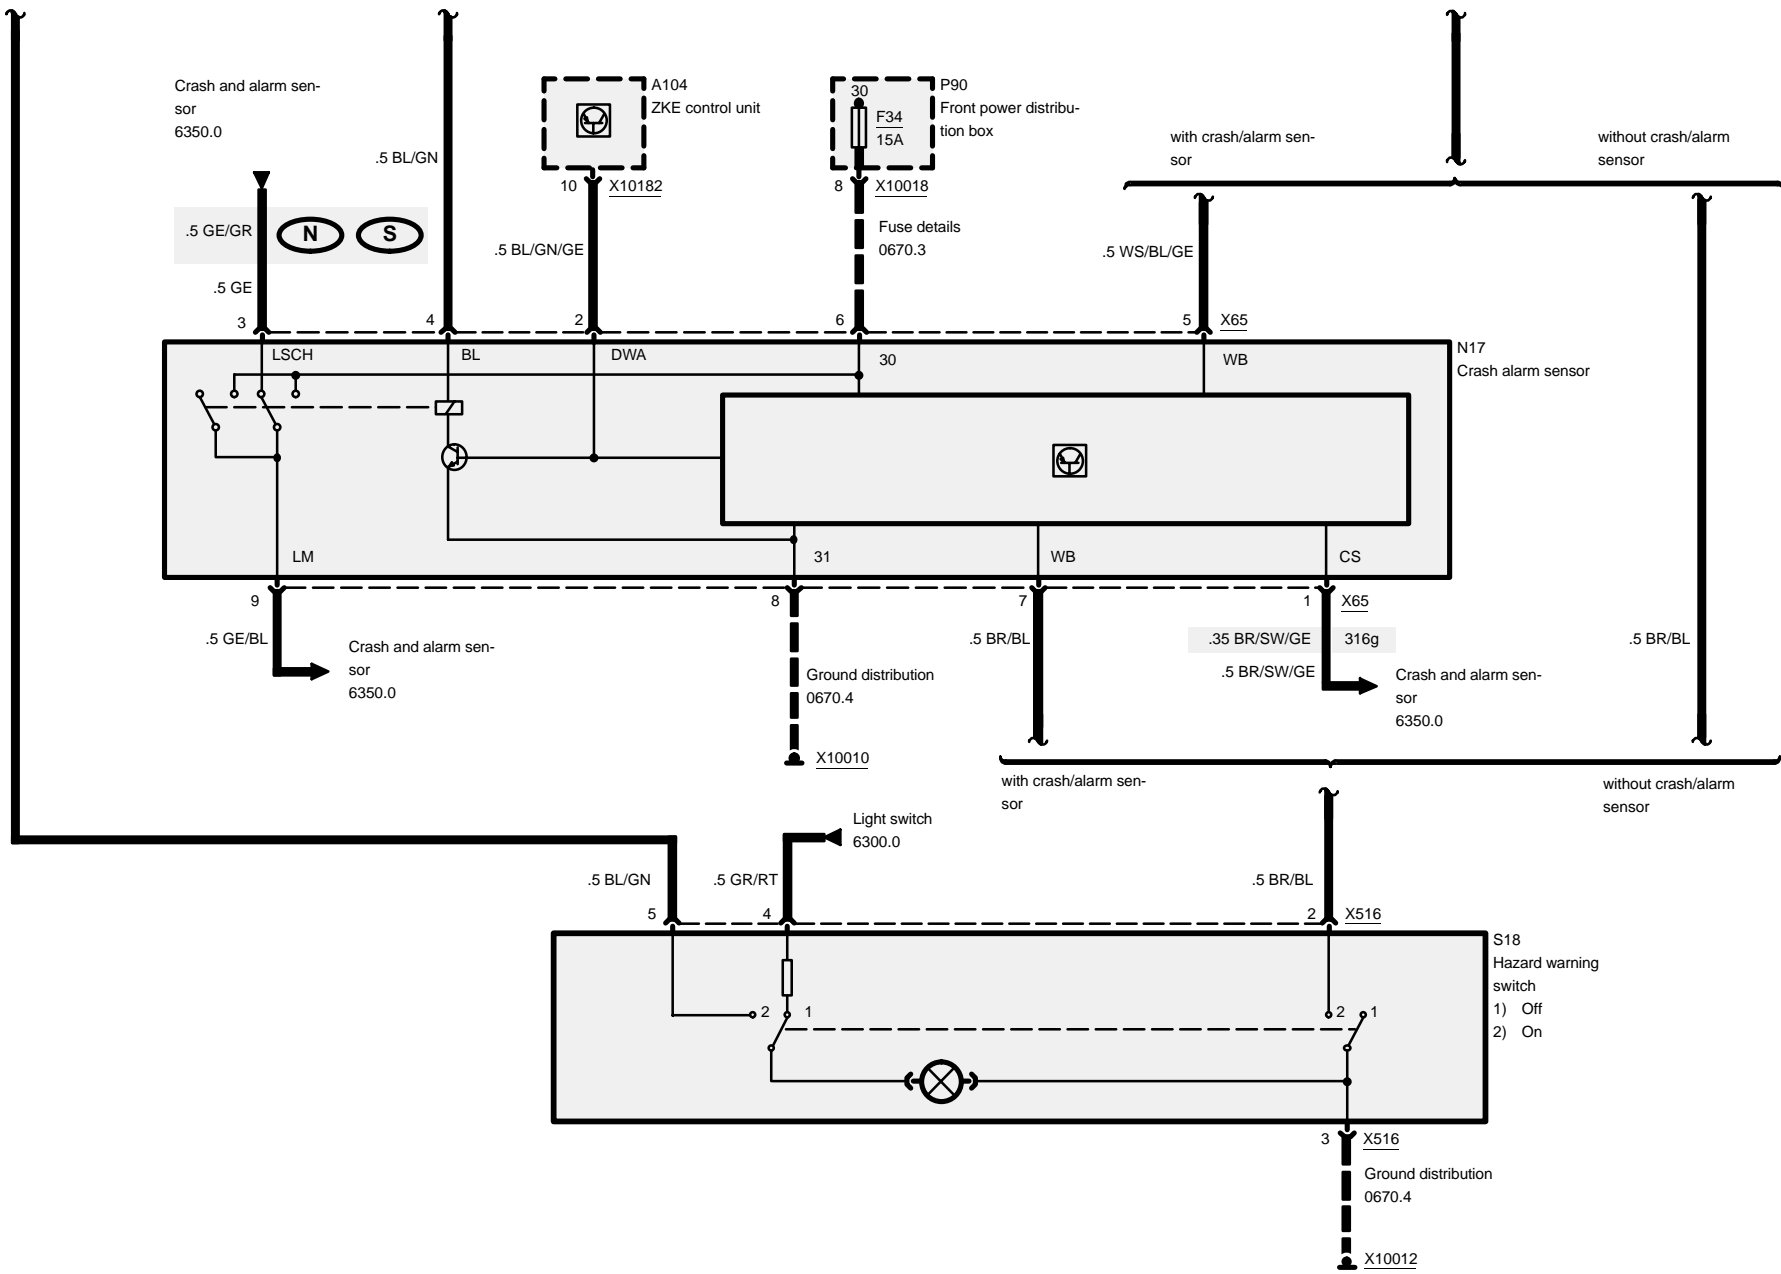 Crash and alarm sen-
sor
6350.0
.5 BL/GN
A104
ZKE control unit
10 X10182
.5 BL/GN/GE
P90
Front power distribu-
tion box
30
F34
15A
8 X10018
Fuse details
0670.3
with crash/alarm sen-
sor
without crash/alarm
sensor
.5 GE/GR N S
.5 GE
.5 WS/BL/GE
3 4 2 6 5 X65
LSCH BL DWA 30 WB
N17
Crash alarm sensor
LM 31 WB CS
9 8 7 1 X65
.5 GE/BL
Crash and alarm sen-
sor
6350.0
Ground distribution
0670.4
X10010
.5 BR/BL
.35 BR/SW/GE 316g
.5 BR/SW/GE
Crash and alarm sen-
sor
6350.0
.5 BR/BL
with crash/alarm sen-
sor
without crash/alarm
sensor
Light switch
6300.0
.5 BL/GN .5 GR/RT .5 BR/BL
5 4 2 X516
S18
Hazard warning
switch
1) Off
2) On
2 1 2 1
3 X516
Ground distribution
0670.4
X10012